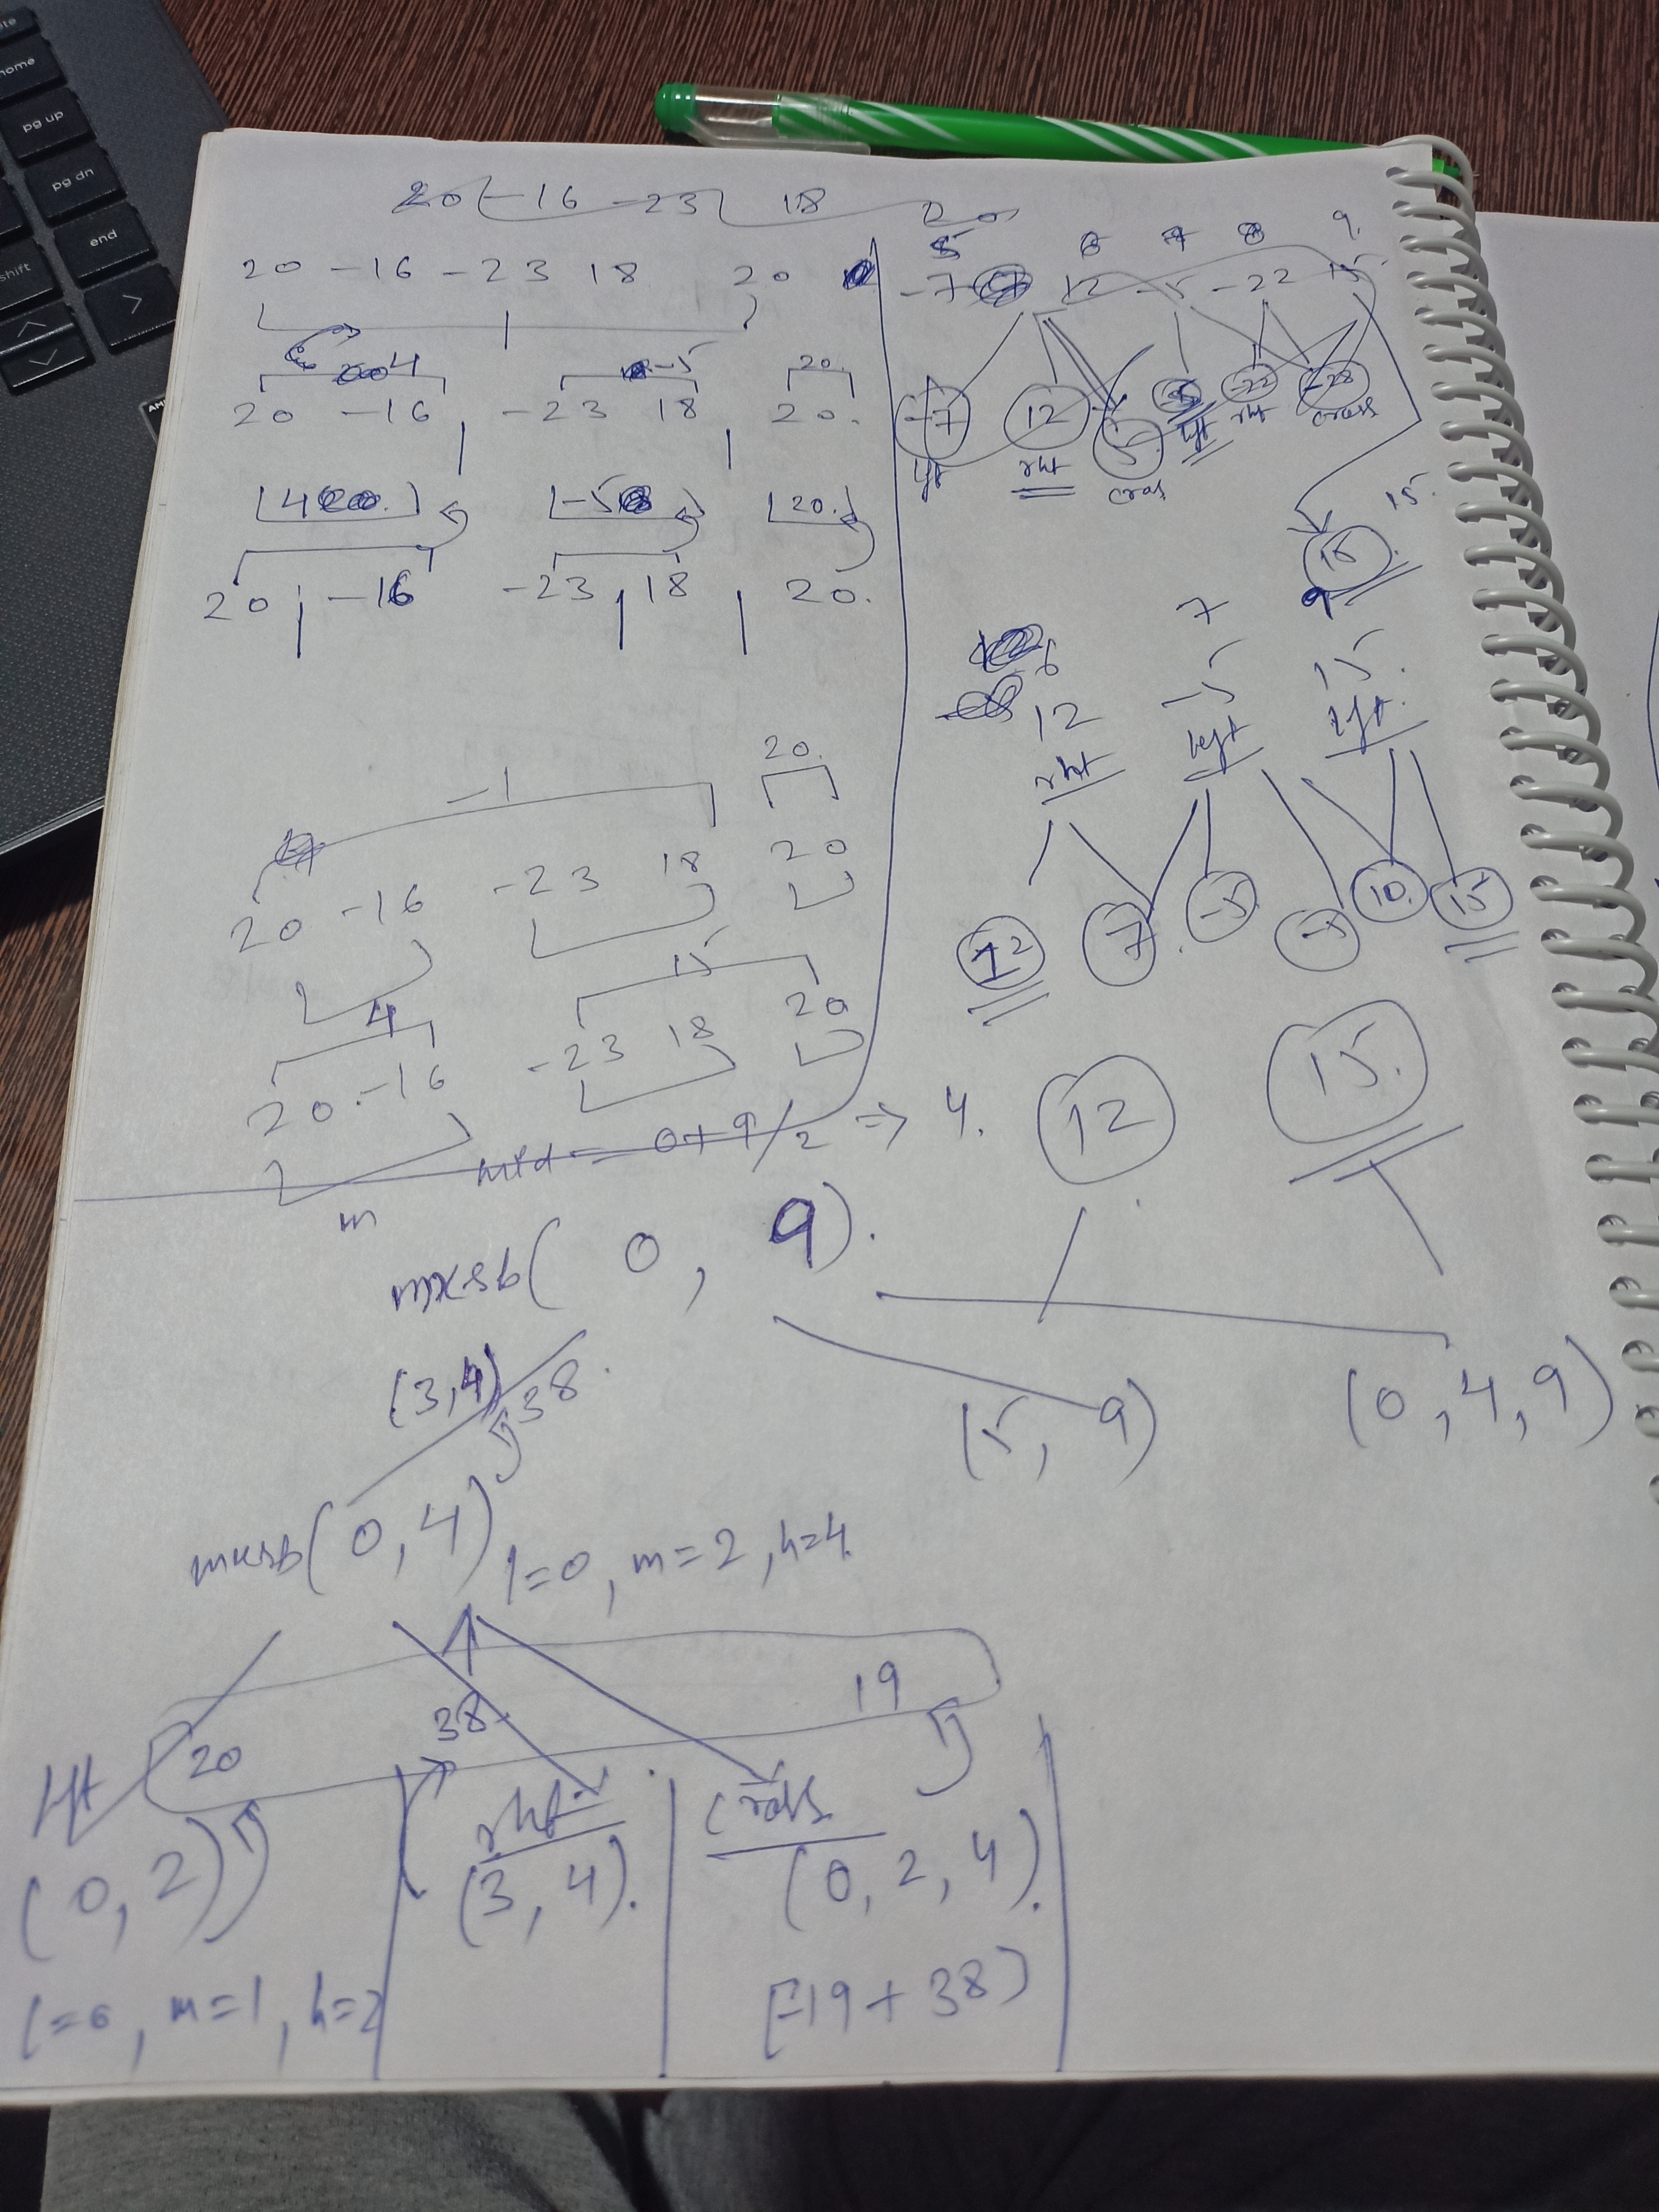 home
pg up
pg dn
end
shift
20 -16 -23 18 20
20 -16 -23 18 20
5 6 7 8 9
-7 12 -5 -22 15
4 -5 20
20 -16 -23 18 20.
-7 12 5 -22
lft rht cros lft rht cross
4 -5 20.
15.
20 -16 -23 18 20.
15
6 7 9
12 -5 15.
rht left lft.
-1 20.
20 -16 -23 18 20
12 7 -5 10. 15
4 15
20 -16 -23 18 20
mid = 0+9/2 => 4. 12 15.
m
mxsb( 0, 9).
(3,4) 38.
(5, 9) (0,4,9)
mxsb(0,4) l=0, m=2, h=4.
20 38 19
lft rht cross
(0,2) (3,4). (0,2,4).
l=0, m=1, h=2 [-19+38]